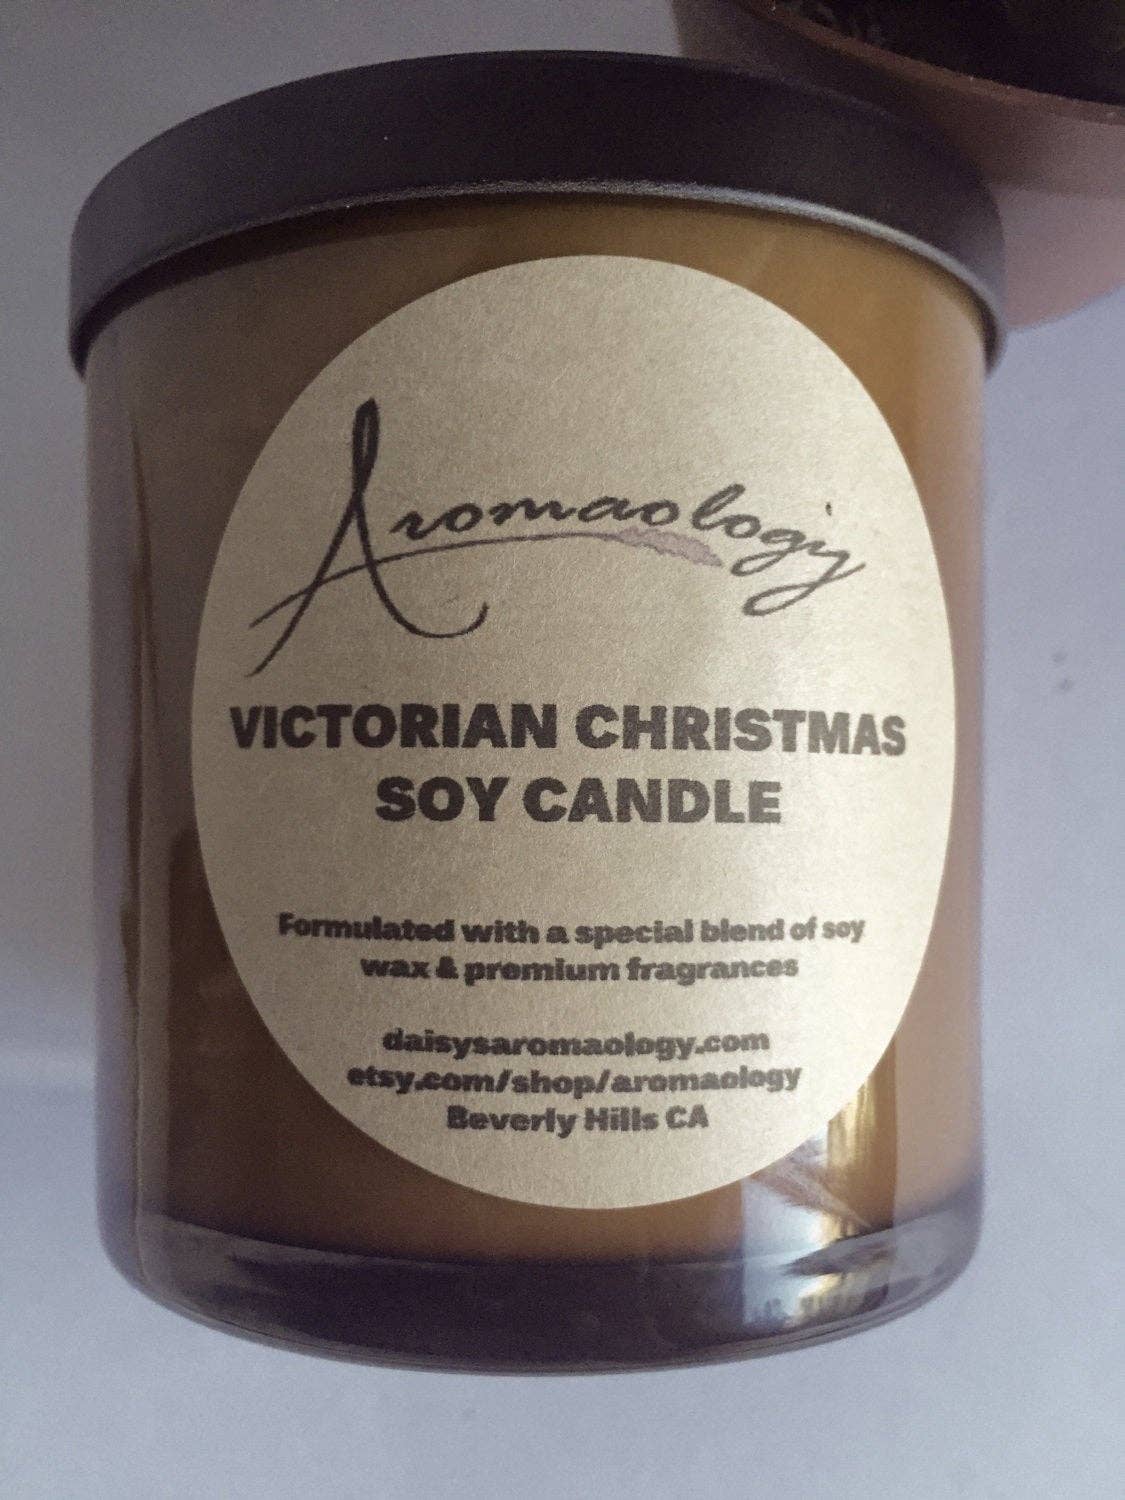 Aromaology
VICTORIAN CHRISTMAS
SOY CANDLE
Formulated with a special blend of soy
wax & premium fragrances
daisysaromaology.com
etsy.com/shop/aromaology
Beverly Hills CA